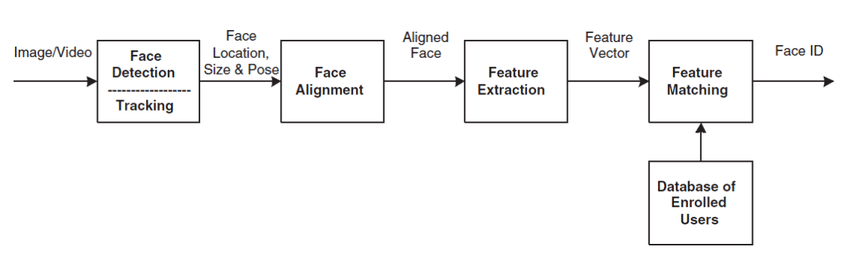 Image/Video
Face
Detection
------------------
Tracking
Face
Location,
Size & Pose
Face
Alignment
Aligned
Face
Feature
Extraction
Feature
Vector
Feature
Matching
Face ID
Database of
Enrolled
Users